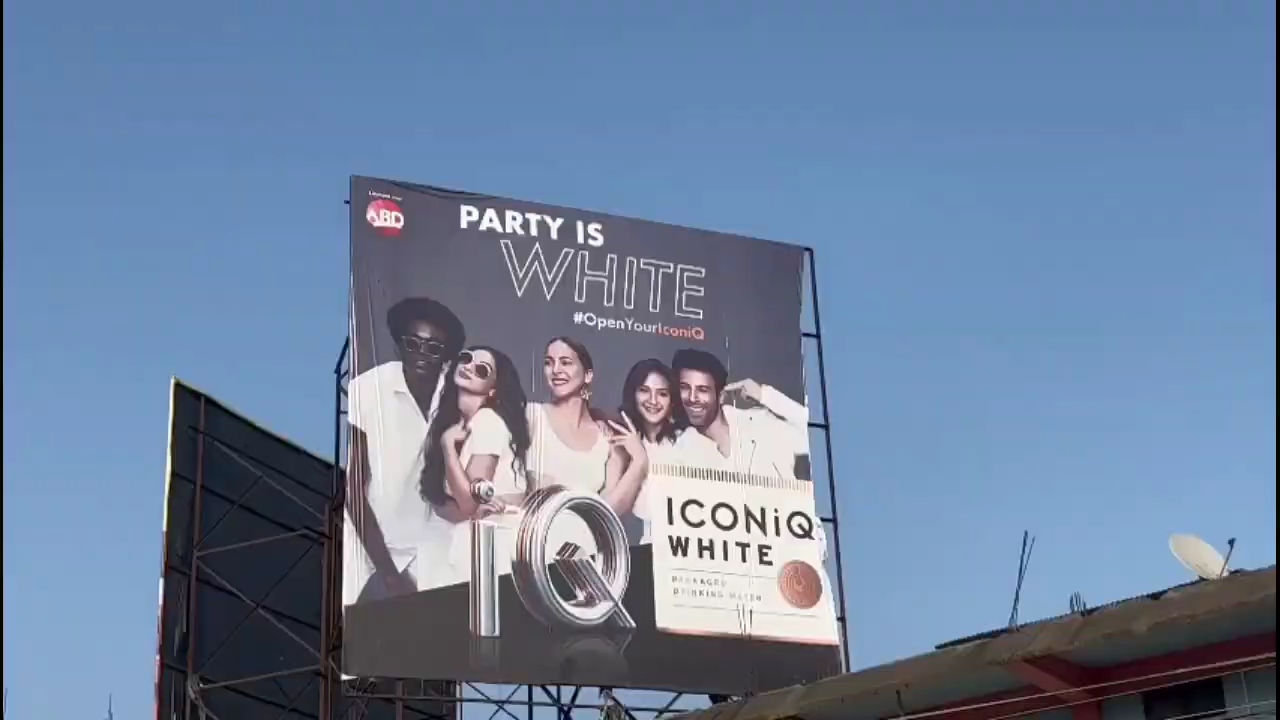 ABD
PARTY IS
WHITE
#OpenYourIconiQ
iQ
ICONiQ
WHITE
PACKAGED
DRINKING WATER